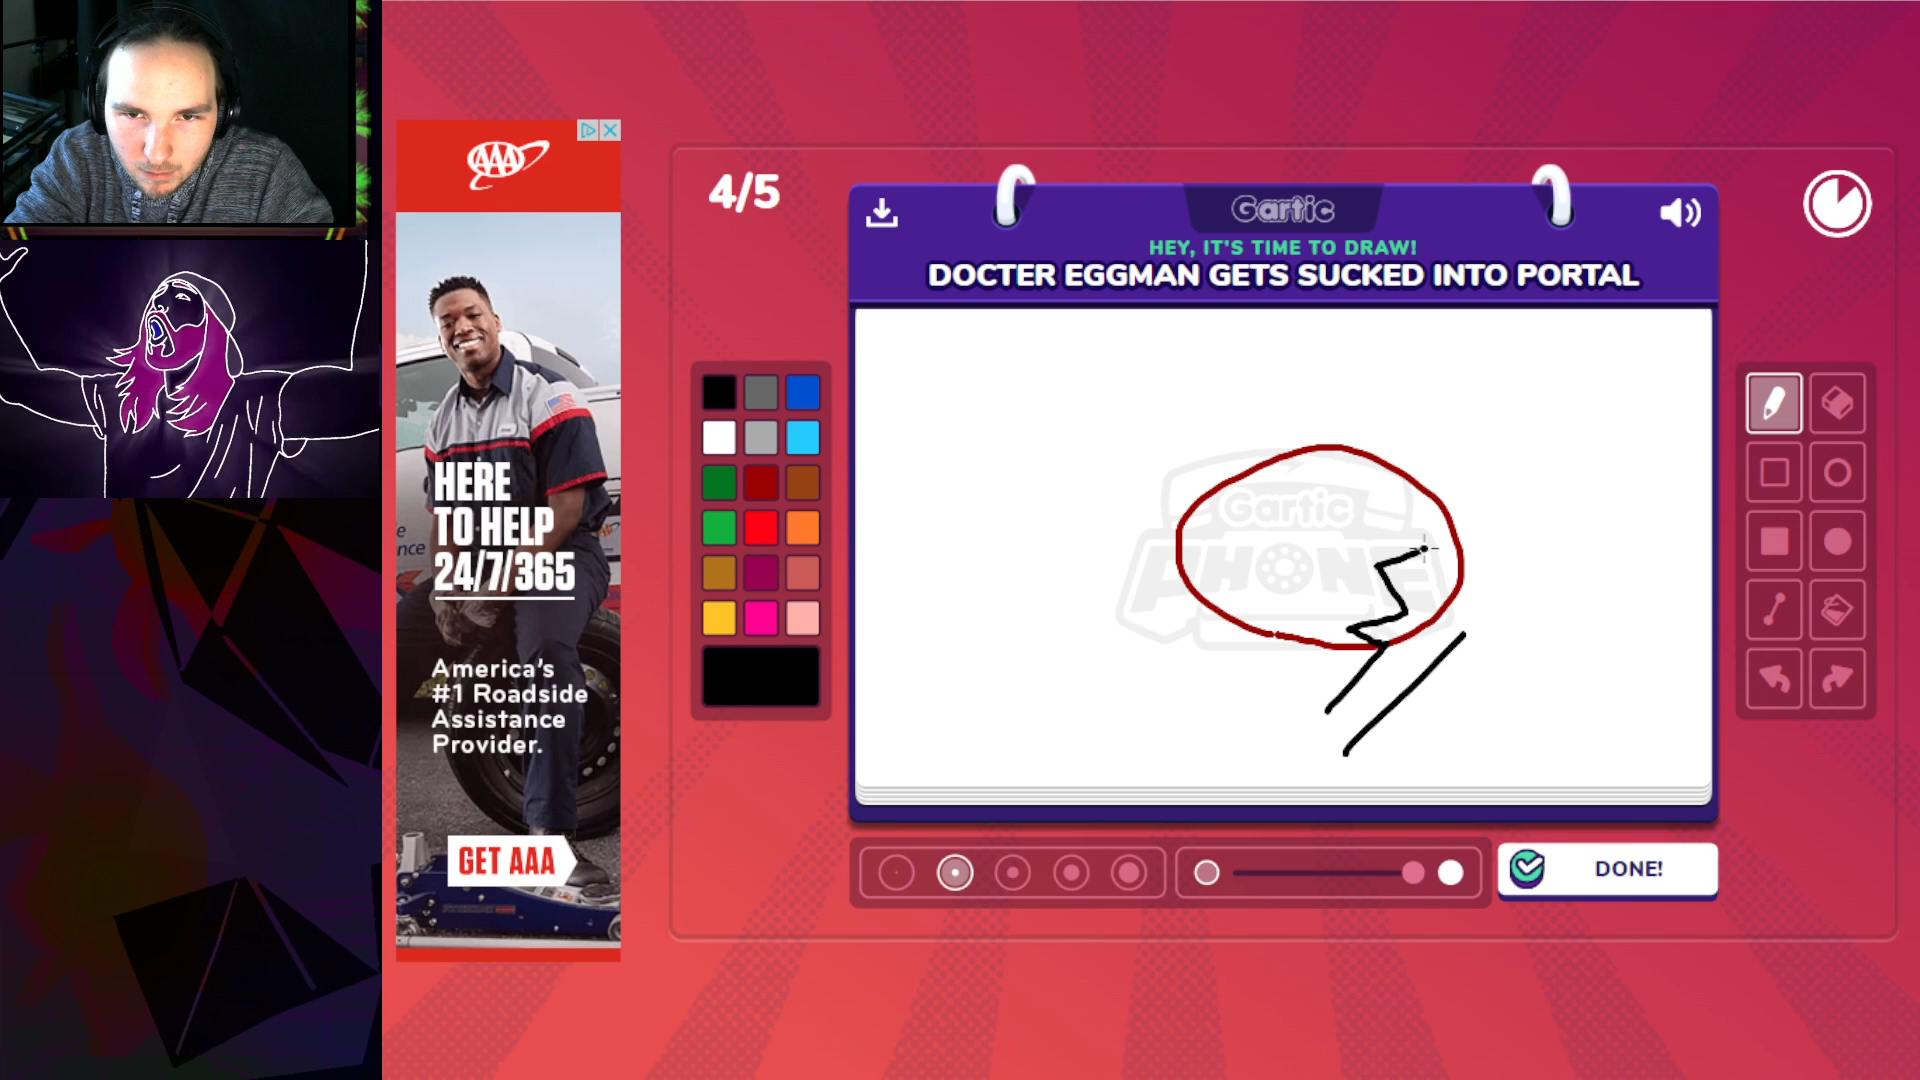 AAA
HERE
TO HELP
24/7/365
America's
#1 Roadside
Assistance
Provider.
GET AAA
4/5
Gartic
HEY, IT'S TIME TO DRAW!
DOCTER EGGMAN GETS SUCKED INTO PORTAL
Gartic
PHONE
DONE!